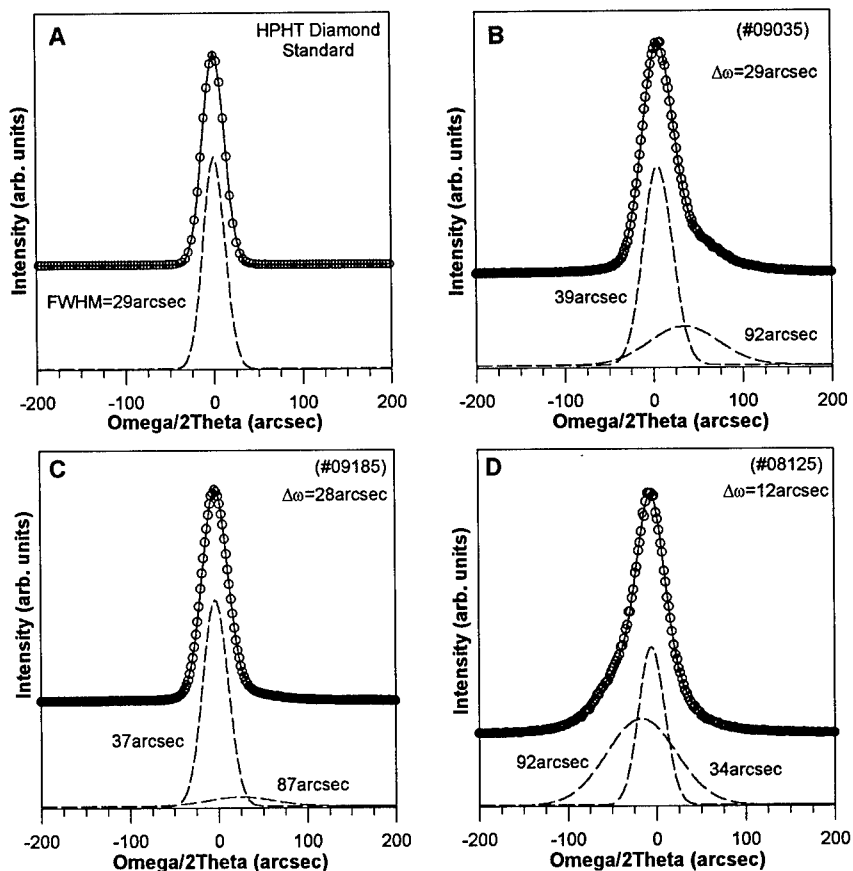 A
HPHT Diamond
Standard
FWHM=29arcsec
Intensity (arb. units)
-200
-100
0
100
200
Omega/2Theta (arcsec)
B
(#09035)
Δω=29arcsec
39arcsec
92arcsec
Intensity (arb. units)
-200
-100
0
100
200
Omega/2Theta (arcsec)
C
(#09185)
Δω=28arcsec
37arcsec
87arcsec
Intensity (arb. units)
-200
-100
0
100
200
Omega/2Theta (arcsec)
D
(#08125)
Δω=12arcsec
92arcsec
34arcsec
Intensity (arb. units)
-200
-100
0
100
200
Omega/2Theta (arcsec)